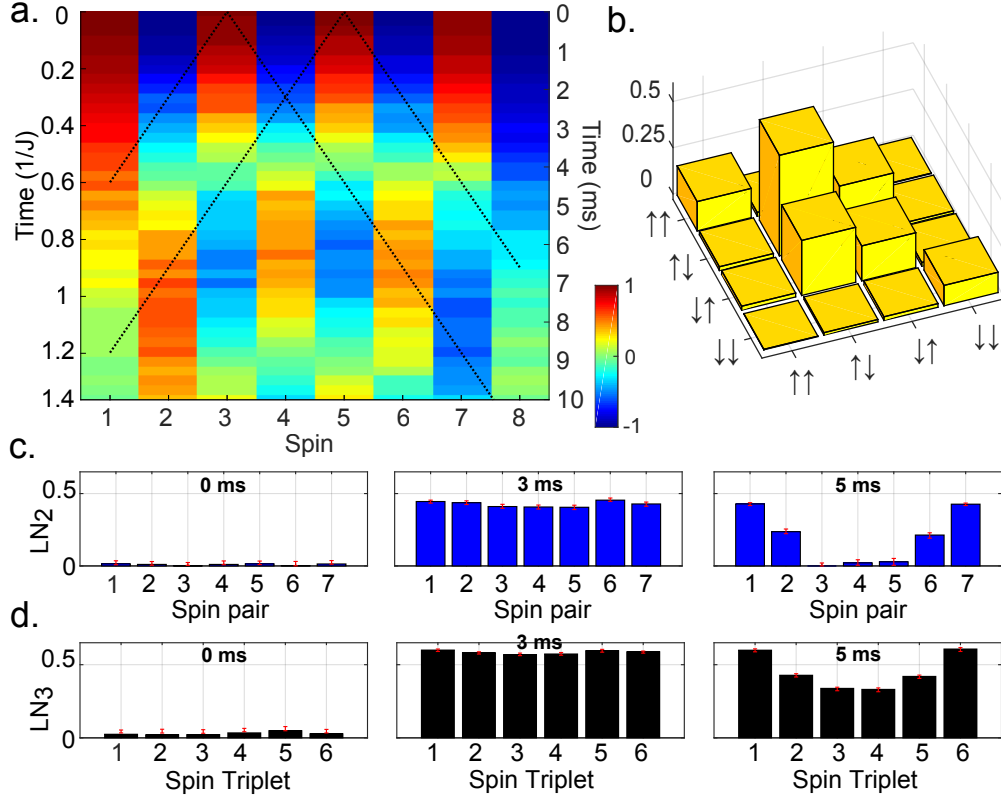 a.
0
0.2
0.4
0.6
0.8
1
1.2
1.4
Time (1/J)
1 2 3 4 5 6 7 8
Spin
0
1
2
3
4
5
6
7
8
9
10
Time (ms)
1
0
-1
b.
0.5
0.25
0
↑↑
↑↓
↓↑
↓↓
↑↑
↑↓
↓↑
↓↓
c.
LN2
0.5
0
0 ms
1 2 3 4 5 6 7
Spin pair
3 ms
1 2 3 4 5 6 7
Spin pair
5 ms
1 2 3 4 5 6 7
Spin pair
d.
LN3
0.5
0
0 ms
1 2 3 4 5 6
Spin Triplet
3 ms
1 2 3 4 5 6
Spin Triplet
5 ms
1 2 3 4 5 6
Spin Triplet